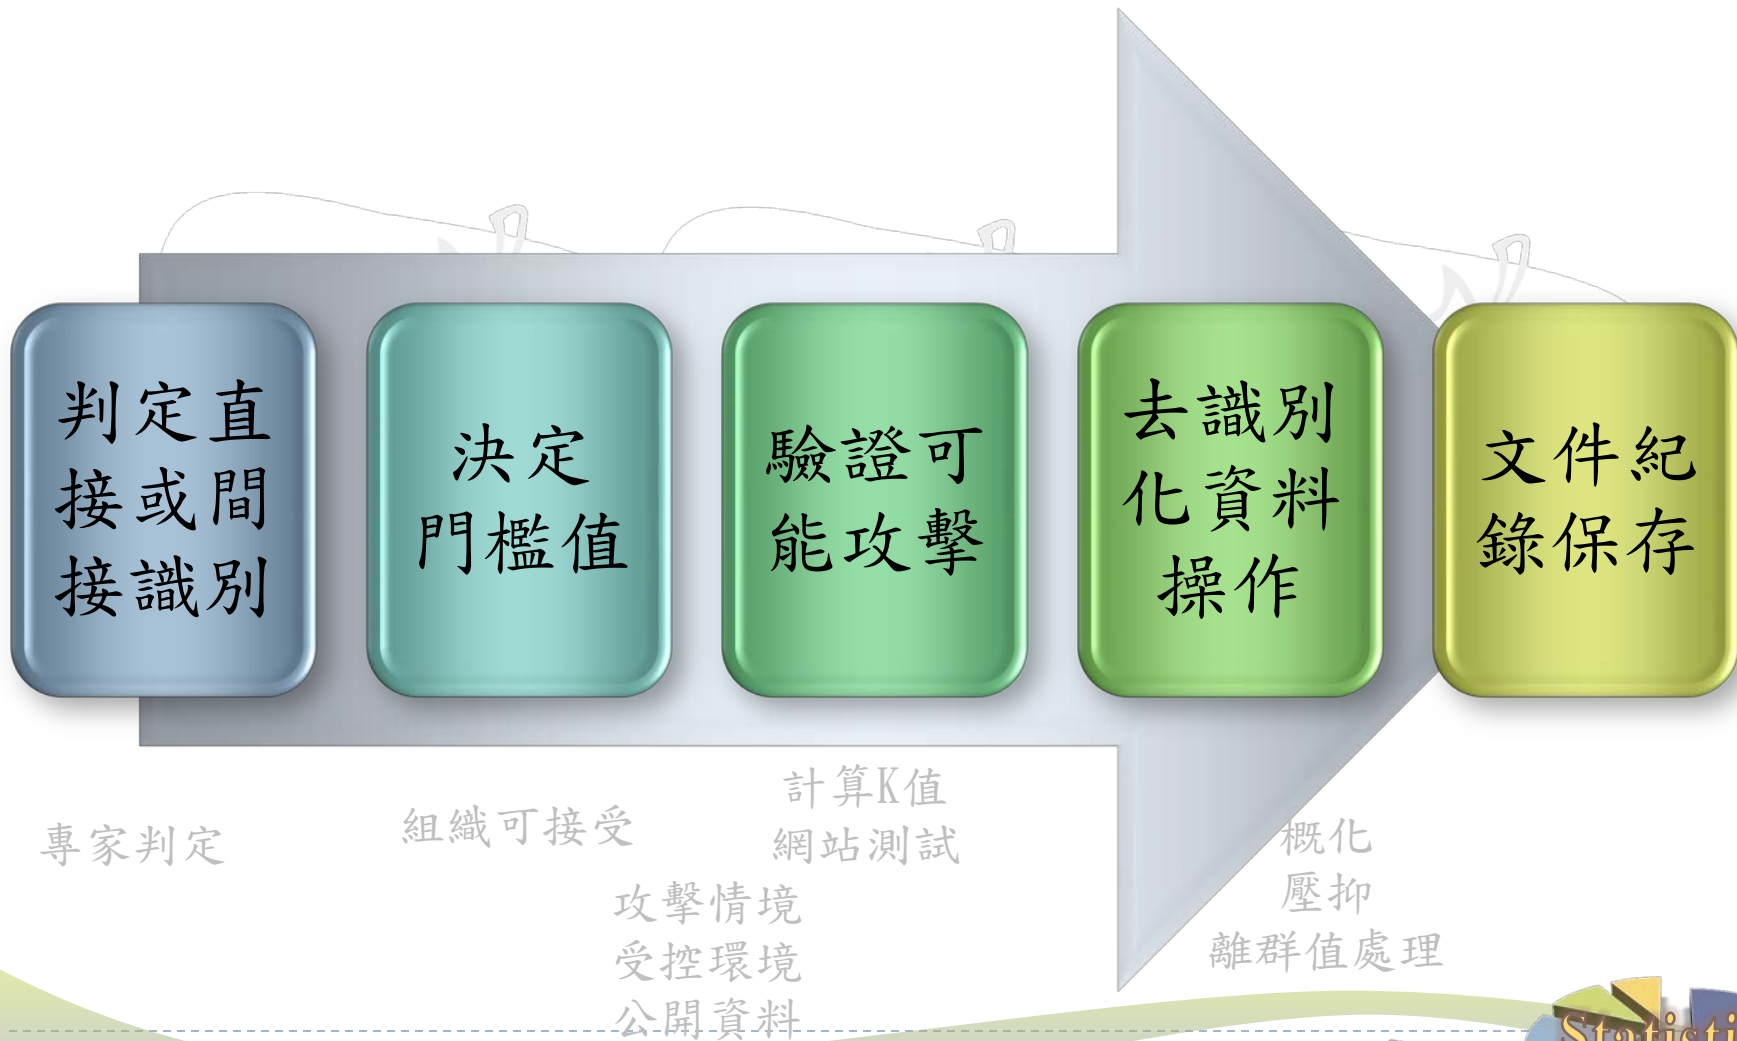 判定直
接或間
接識別
決定
門檻值
驗證可
能攻擊
去識別
化資料
操作
文件紀
錄保存
專家判定
組織可接受
計算K值
網站測試
攻擊情境
受控環境
公開資料
概化
壓抑
離群值處理
Statisti